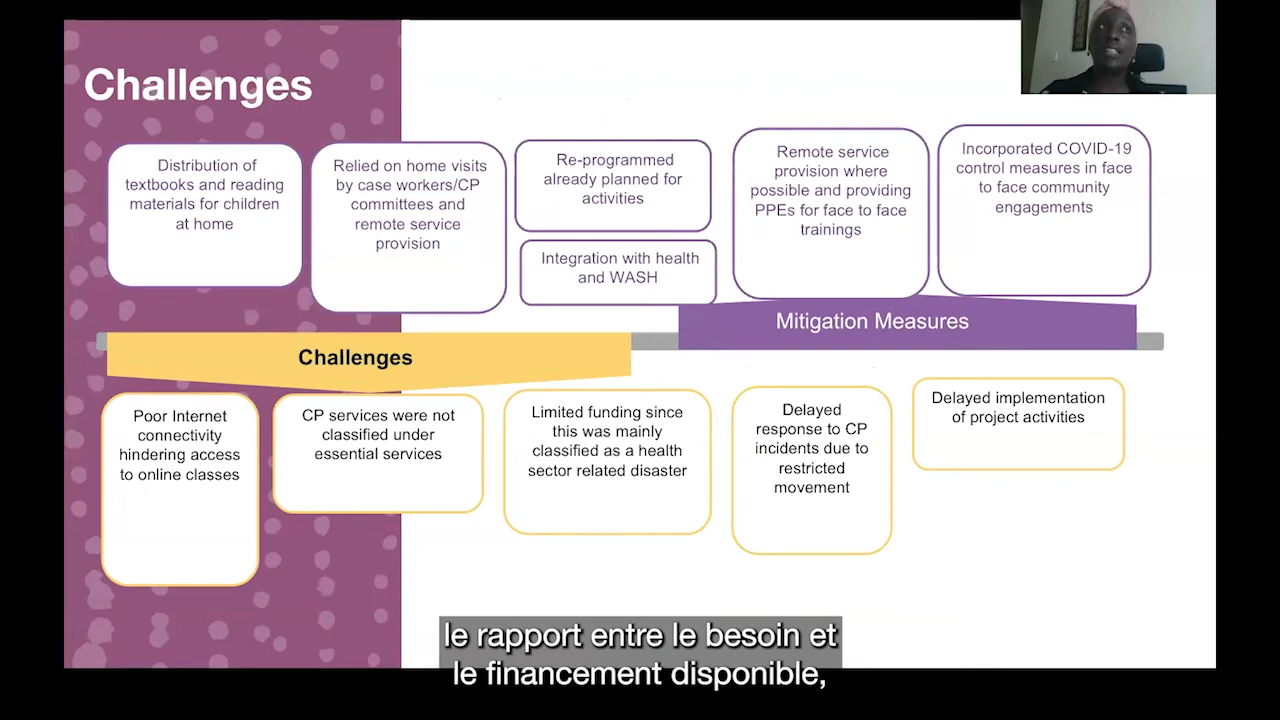 Challenges
Distribution of
textbooks and reading
materials for children
at home
Relied on home visits
by case workers/CP
committees and
remote service
provision
Re-programmed
already planned for
activities
Integration with health
and WASH
Remote service
provision where
possible and providing
PPEs for face to face
trainings
Incorporated COVID-19
control measures in face
to face community
engagements
Mitigation Measures
Challenges
Poor Internet
connectivity
hindering access
to online classes
CP services were not
classified under
essential services
Limited funding since
this was mainly
classified as a health
sector related disaster
Delayed
response to CP
incidents due to
restricted
movement
Delayed implementation
of project activities
le rapport entre le besoin et
le financement disponible,